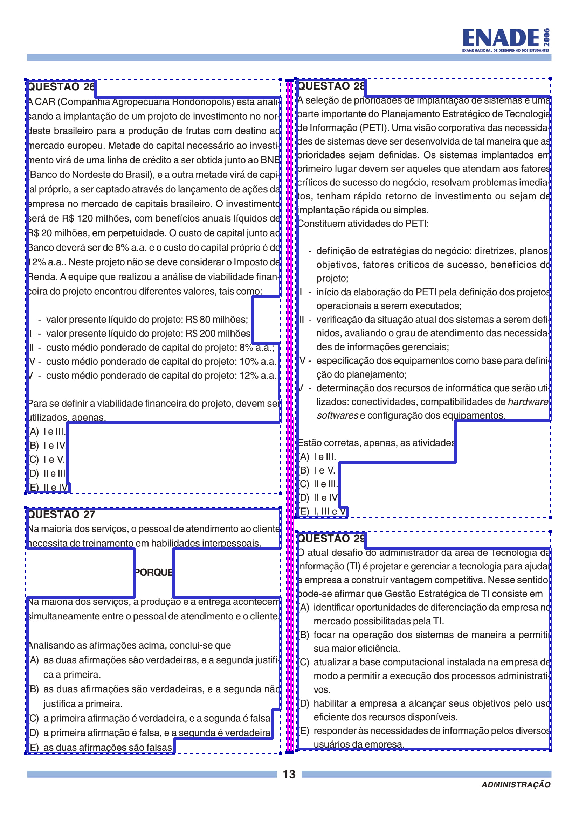 ENADE 2006
EXAME NACIONAL DE DESEMPENHO DOS ESTUDANTES
QUESTÃO 26
A CAR (Companhia Agropecuária Rondonópolis) está anali-
sando a implantação de um projeto de investimento no nor-
deste brasileiro para a produção de frutas com destino ao
mercado europeu. Metade do capital necessário ao investi-
mento virá de uma linha de crédito a ser obtida junto ao BNB
(Banco do Nordeste do Brasil), e a outra metade virá de capi-
tal próprio, a ser captado através do lançamento de ações da
empresa no mercado de capitais brasileiro. O investimento
será de R$ 120 milhões, com benefícios anuais líquidos de
R$ 20 milhões, em perpetuidade. O custo de capital junto ao
Banco deverá ser de 8% a.a. e o custo do capital próprio é de
12% a.a.. Neste projeto não se deve considerar o Imposto de
Renda. A equipe que realizou a análise de viabilidade finan-
ceira do projeto encontrou diferentes valores, tais como:
I - valor presente líquido do projeto: R$ 80 milhões;
II - valor presente líquido do projeto: R$ 200 milhões;
III - custo médio ponderado de capital do projeto: 8% a.a.;
IV - custo médio ponderado de capital do projeto: 10% a.a.
V - custo médio ponderado de capital do projeto: 12% a.a.
Para se definir a viabilidade financeira do projeto, devem ser
utilizados, apenas,
(A) I e III.
(B) I e IV.
(C) I e V.
(D) II e III.
(E) II e IV.
QUESTÃO 27
Na maioria dos serviços, o pessoal de atendimento ao cliente
necessita de treinamento em habilidades interpessoais.
PORQUE
Na maioria dos serviços, a produção e a entrega acontecem
simultaneamente entre o pessoal de atendimento e o cliente.
Analisando as afirmações acima, conclui-se que
(A) as duas afirmações são verdadeiras, e a segunda justifi-
ca a primeira.
(B) as duas afirmações são verdadeiras, e a segunda não
justifica a primeira.
(C) a primeira afirmação é verdadeira, e a segunda é falsa.
(D) a primeira afirmação é falsa, e a segunda é verdadeira.
(E) as duas afirmações são falsas.
QUESTÃO 28
A seleção de prioridades de implantação de sistemas é uma
parte importante do Planejamento Estratégico de Tecnologia
de Informação (PETI). Uma visão corporativa das necessida-
des de sistemas deve ser desenvolvida de tal maneira que as
prioridades sejam definidas. Os sistemas implantados em
primeiro lugar devem ser aqueles que atendam aos fatores
críticos de sucesso do negócio, resolvam problemas imedia-
tos, tenham rápido retorno de investimento ou sejam de
implantação rápida ou simples.
Constituem atividades do PETI:
I - definição de estratégias do negócio: diretrizes, planos,
objetivos, fatores críticos de sucesso, benefícios do
projeto;
II - início da elaboração do PETI pela definição dos projetos
operacionais a serem executados;
III - verificação da situação atual dos sistemas a serem defi-
nidos, avaliando o grau de atendimento das necessida-
des de informações gerenciais;
IV - especificação dos equipamentos como base para defini-
ção do planejamento;
V - determinação dos recursos de informática que serão uti-
lizados: conectividades, compatibilidades de hardware,
softwares e configuração dos equipamentos.
Estão corretas, apenas, as atividades
(A) I e III.
(B) I e V.
(C) II e III.
(D) II e IV.
(E) I, III e V.
QUESTÃO 29
O atual desafio do administrador da área de Tecnologia da
Informação (TI) é projetar e gerenciar a tecnologia para ajudar
a empresa a construir vantagem competitiva. Nesse sentido,
pode-se afirmar que Gestão Estratégica de TI consiste em
(A) identificar oportunidades de diferenciação da empresa no
mercado possibilitadas pela TI.
(B) focar na operação dos sistemas de maneira a permitir
sua maior eficiência.
(C) atualizar a base computacional instalada na empresa de
modo a permitir a execução dos processos administrati-
vos.
(D) habilitar a empresa a alcançar seus objetivos pelo uso
eficiente dos recursos disponíveis.
(E) responder às necessidades de informação pelos diversos
usuários da empresa.
13
ADMINISTRAÇÃO